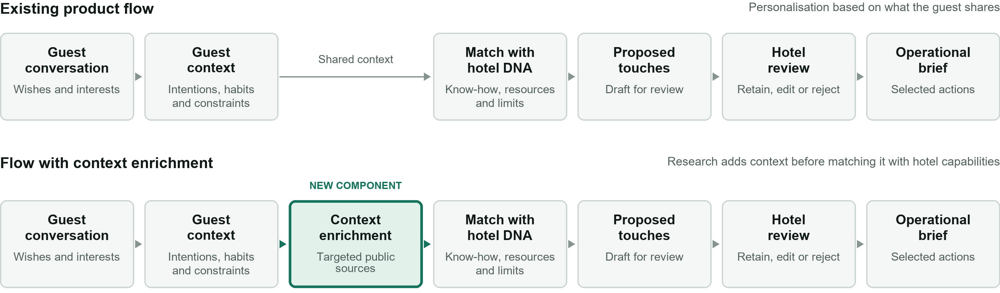 Existing product flow
Personalisation based on what the guest shares
Guest
conversation
Wishes and interests
Guest
context
Intentions, habits
and constraints
Shared context
Match with
hotel DNA
Know-how, resources
and limits
Proposed
touches
Draft for review
Hotel
review
Retain, edit or reject
Operational
brief
Selected actions
Flow with context enrichment
Research adds context before matching it with hotel capabilities
NEW COMPONENT
Guest
conversation
Wishes and interests
Guest
context
Intentions, habits
and constraints
Context
enrichment
Targeted public
sources
Match with
hotel DNA
Know-how, resources
and limits
Proposed
touches
Draft for review
Hotel
review
Retain, edit or reject
Operational
brief
Selected actions